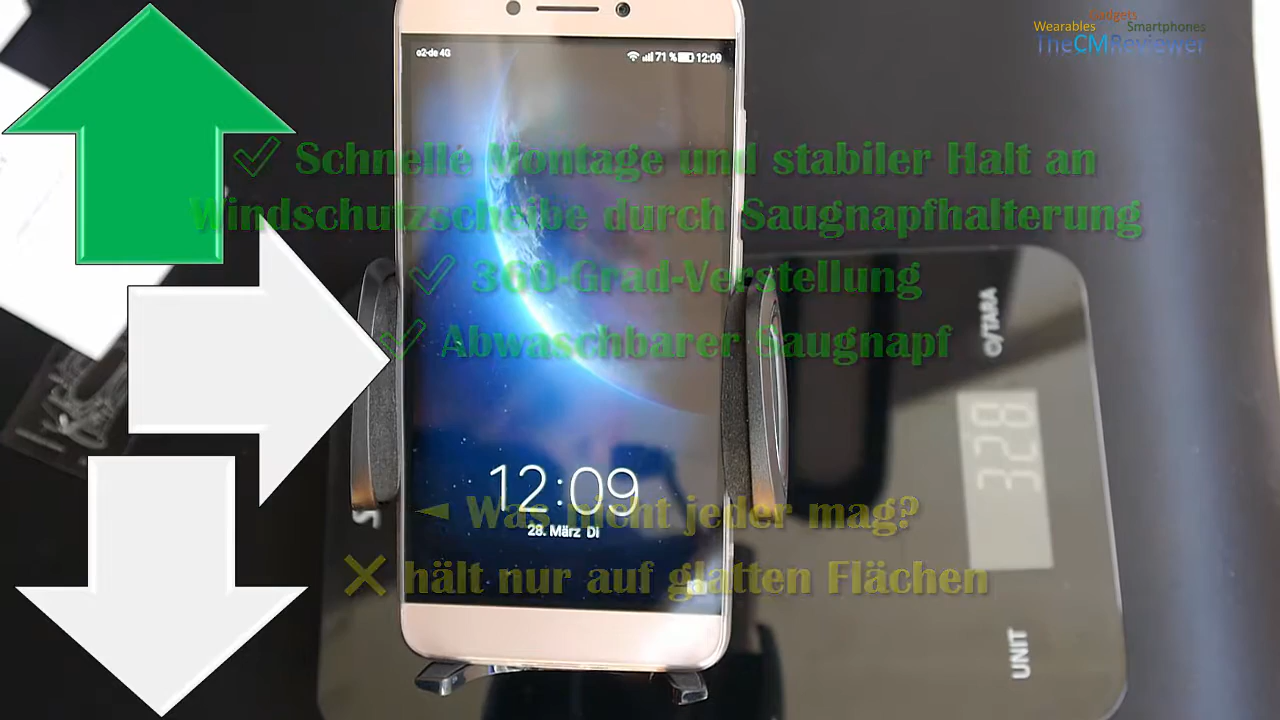 Gadgets
Wearables Smartphones
TheCMReviewer
o2-de 4G 71 % 12:09
✓ Schnelle Montage und stabiler Halt an
Windschutzscheibe durch Saugnapfhalterung
✓ 360-Grad-Verstellung
✓ Abwaschbarer Saugnapf
O/TARA
328
12:09
28. März Di
◄ Was nicht jeder mag?
✕ hält nur auf glatten Flächen
UNIT